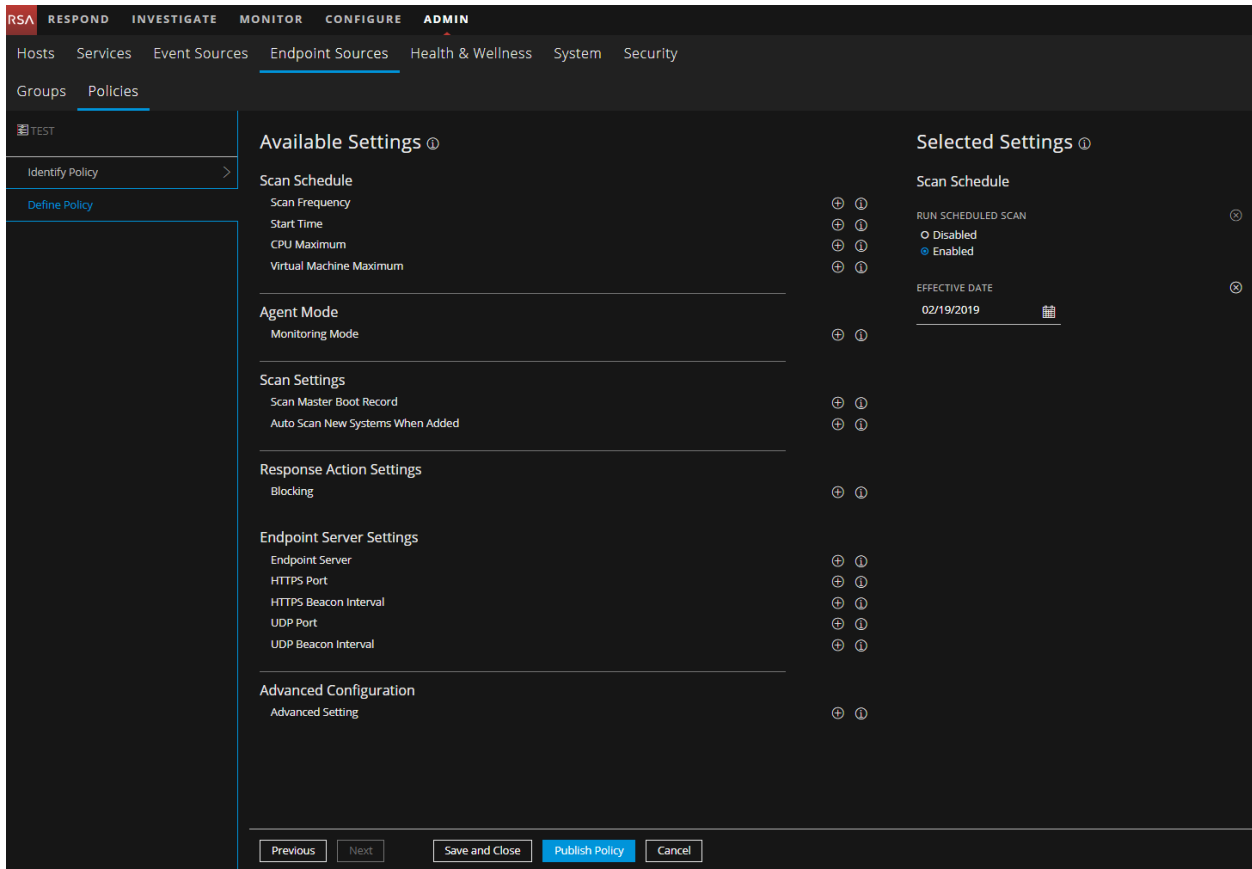 RSA RESPOND INVESTIGATE MONITOR CONFIGURE ADMIN
Hosts Services Event Sources Endpoint Sources Health & Wellness System Security
Groups Policies
TEST
Identify Policy
Define Policy
Available Settings
Scan Schedule
Scan Frequency
Start Time
CPU Maximum
Virtual Machine Maximum
Agent Mode
Monitoring Mode
Scan Settings
Scan Master Boot Record
Auto Scan New Systems When Added
Response Action Settings
Blocking
Endpoint Server Settings
Endpoint Server
HTTPS Port
HTTPS Beacon Interval
UDP Port
UDP Beacon Interval
Advanced Configuration
Advanced Setting
Selected Settings
Scan Schedule
RUN SCHEDULED SCAN
Disabled
Enabled
EFFECTIVE DATE
02/19/2019
Previous Next Save and Close Publish Policy Cancel